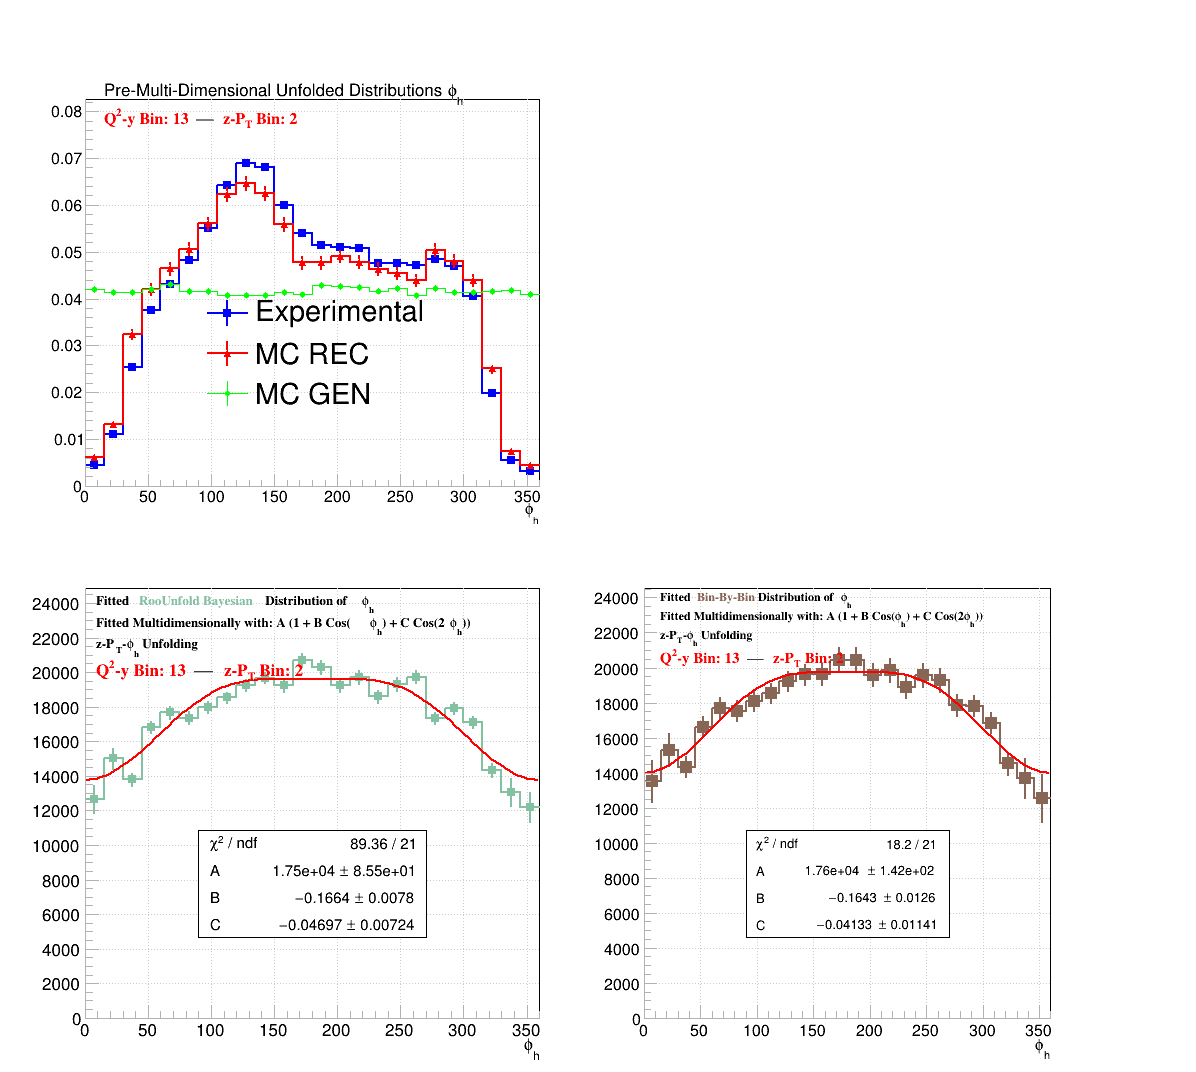 Pre-Multi-Dimensional Unfolded Distributions ϕh
Q²-y Bin: 13 — z-PT Bin: 2
0.08
0.07
0.06
0.05
0.04
0.03
0.02
0.01
0
Experimental
MC REC
MC GEN
0 50 100 150 200 250 300 350
ϕh
Fitted RooUnfold Bayesian Distribution of ϕh
Fitted Multidimensionally with: A (1 + B Cos( ϕh) + C Cos(2 ϕh))
z-PT-ϕh Unfolding
Q²-y Bin: 13 — z-PT Bin: 2
24000
22000
20000
18000
16000
14000
12000
10000
8000
6000
4000
2000
0
χ² / ndf 89.36 / 21
A 1.75e+04 ± 8.55e+01
B −0.1664 ± 0.0078
C −0.04697 ± 0.00724
0 50 100 150 200 250 300 350
ϕh
Fitted Bin-By-Bin Distribution of ϕh
Fitted Multidimensionally with: A (1 + B Cos(ϕh) + C Cos(2ϕh))
z-PT-ϕh Unfolding
Q²-y Bin: 13 — z-PT Bin: 2
24000
22000
20000
18000
16000
14000
12000
10000
8000
6000
4000
2000
0
χ² / ndf 18.2 / 21
A 1.76e+04 ± 1.42e+02
B −0.1643 ± 0.0126
C −0.04133 ± 0.01141
0 50 100 150 200 250 300 350
ϕh